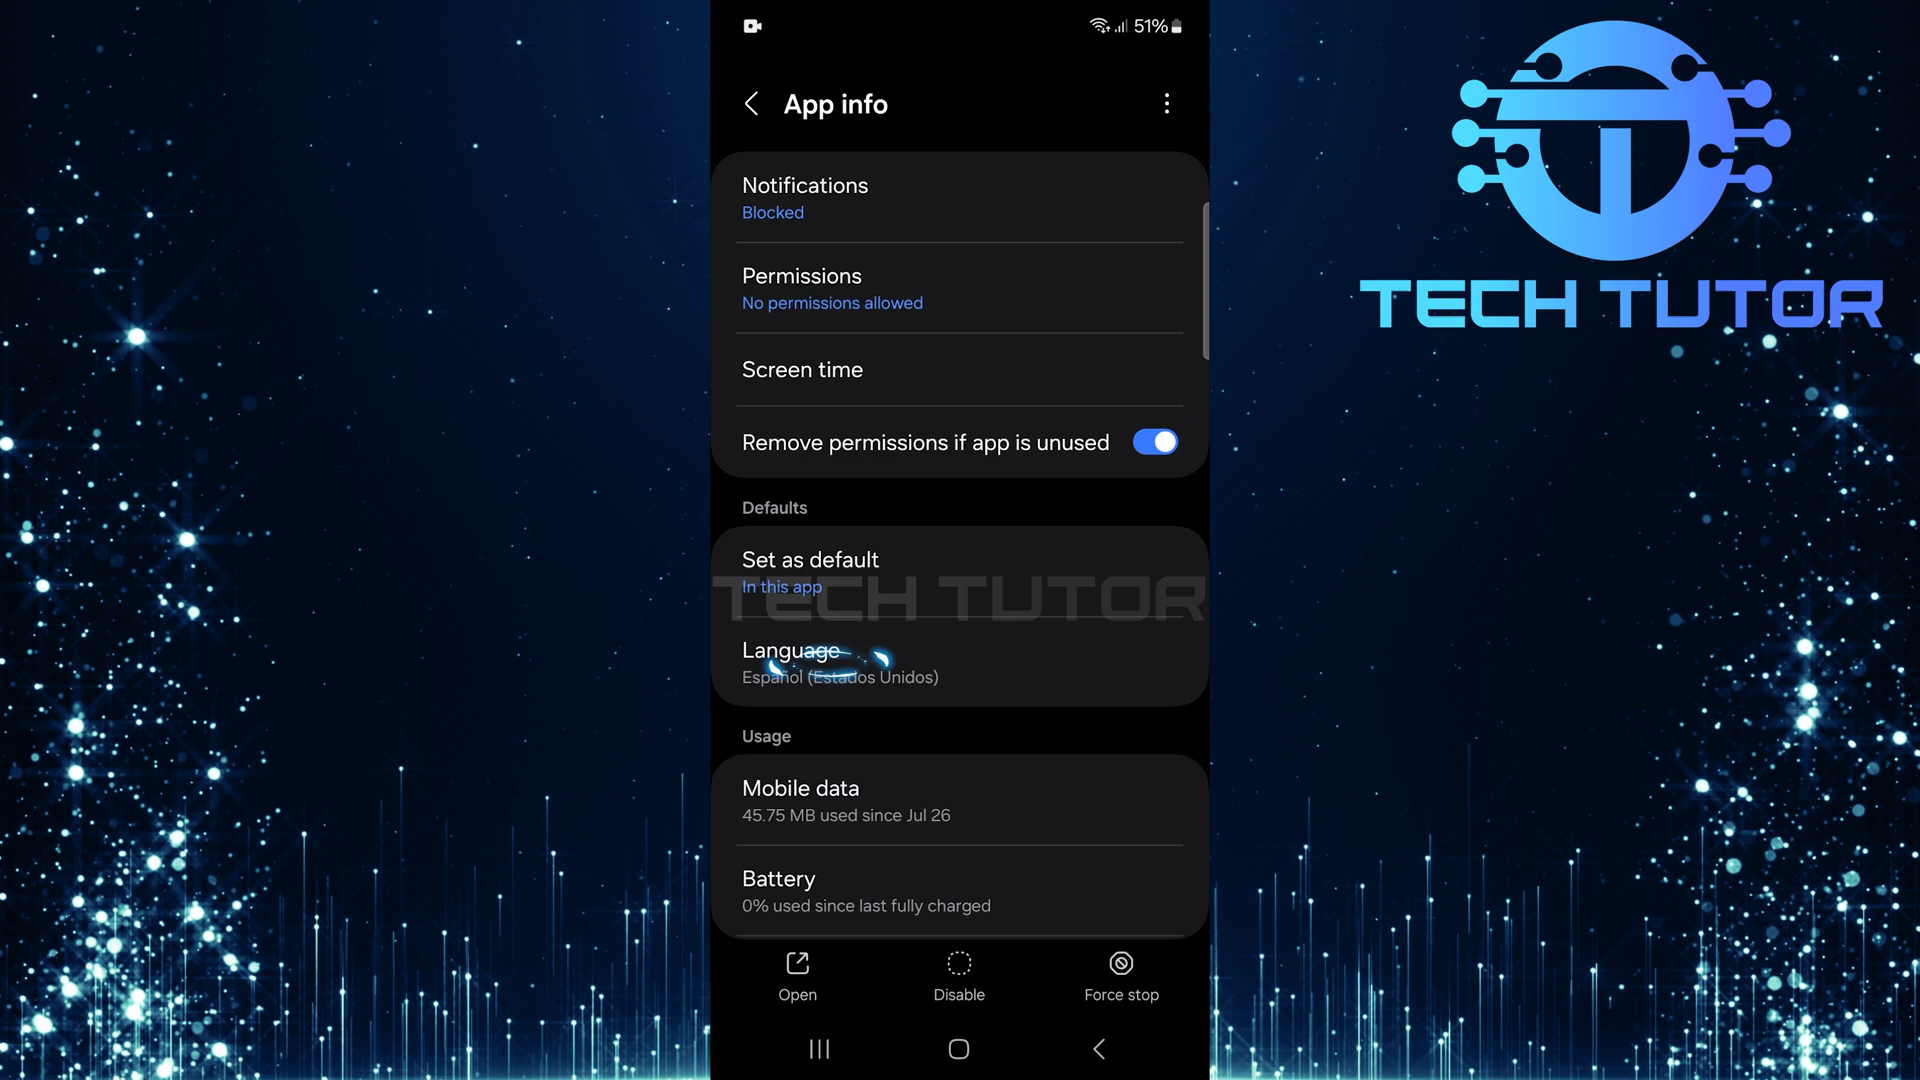 51%
App info
Notifications
Blocked
Permissions
No permissions allowed
Screen time
Remove permissions if app is unused
Defaults
Set as default
In this app
TECH TUTOR
Language
Español (Estados Unidos)
Usage
Mobile data
45.75 MB used since Jul 26
Battery
0% used since last fully charged
Open
Disable
Force stop
TECH TUTOR